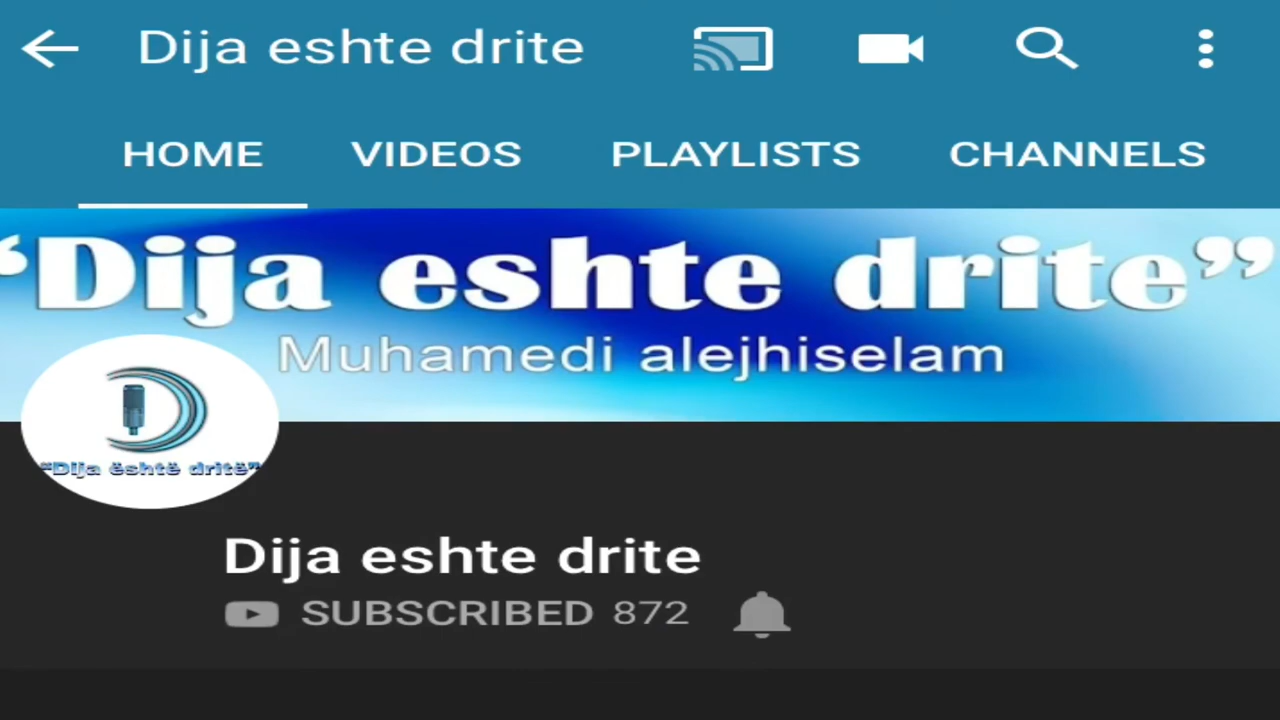 Dija eshte drite
HOME VIDEOS PLAYLISTS CHANNELS
“Dija eshte drite”
Muhamedi alejhiselam
“Dija është dritë”
Dija eshte drite
SUBSCRIBED 872